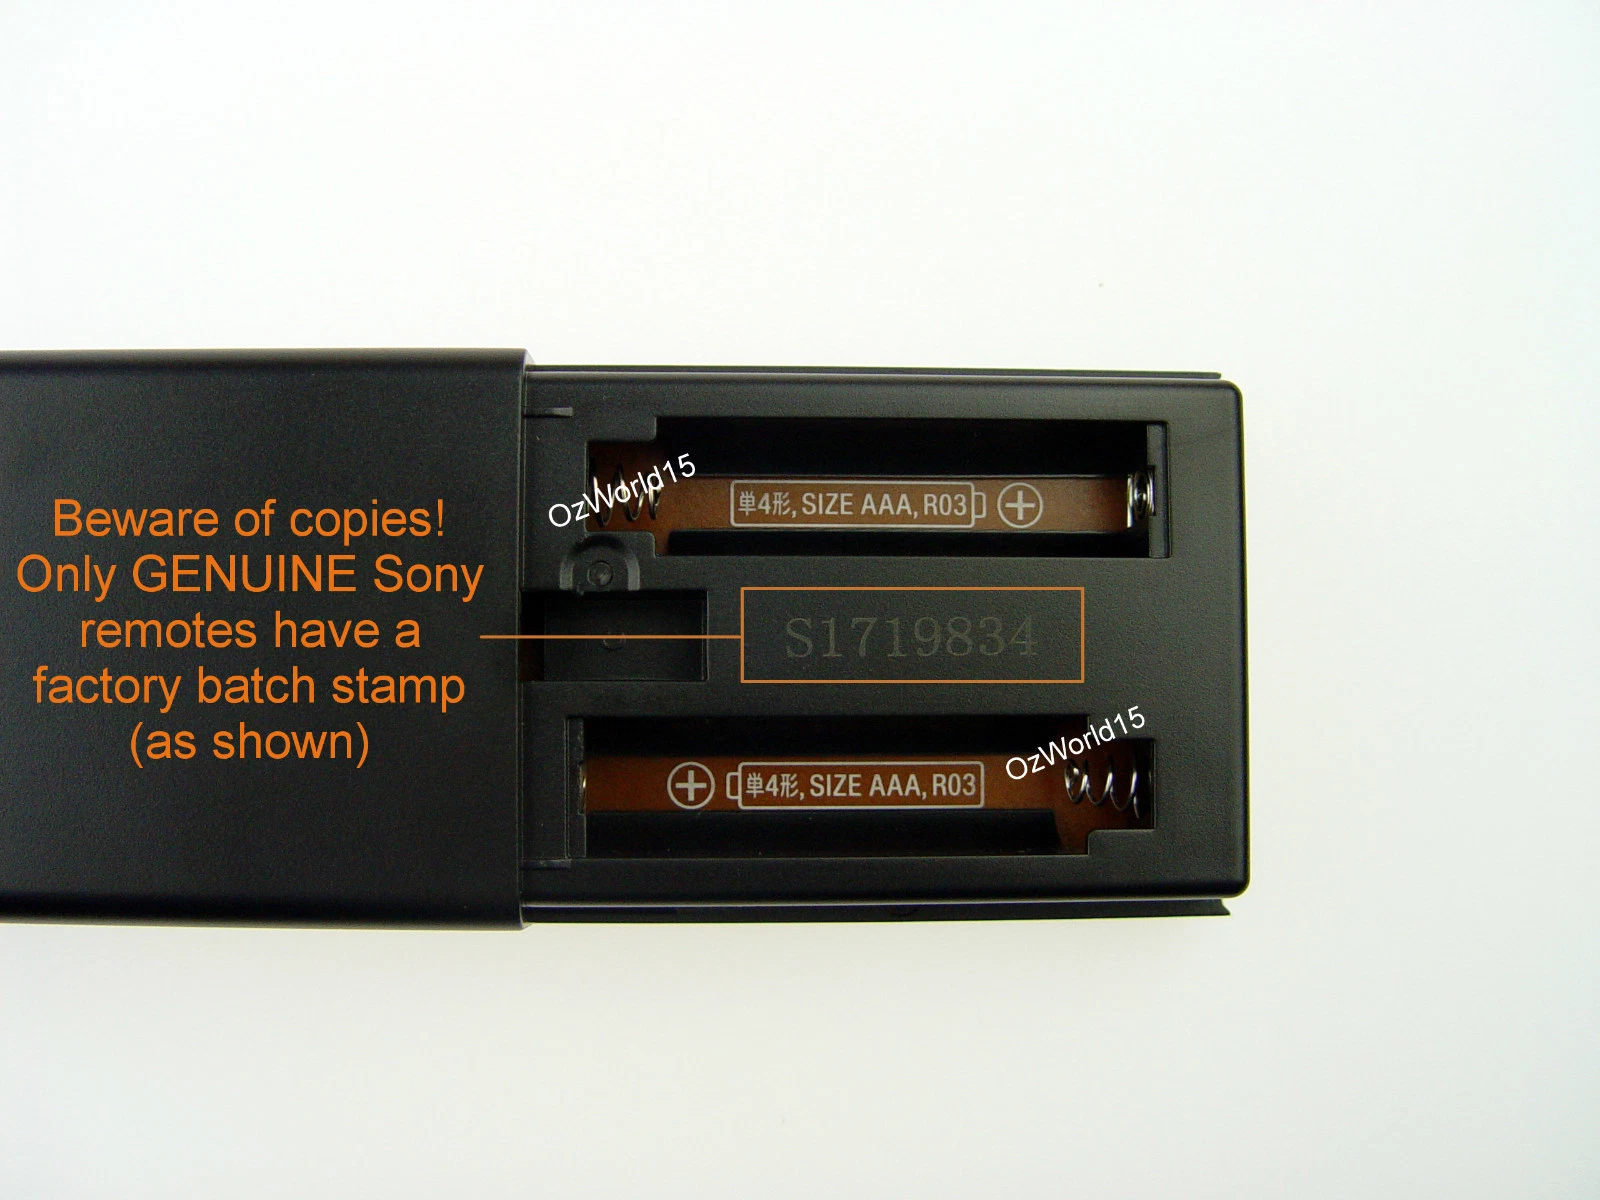 OzWorld15
単4形, SIZE AAA, R03
Beware of copies!
Only GENUINE Sony
remotes have a
factory batch stamp
(as shown)
S1719834
OzWorld15
単4形, SIZE AAA, R03